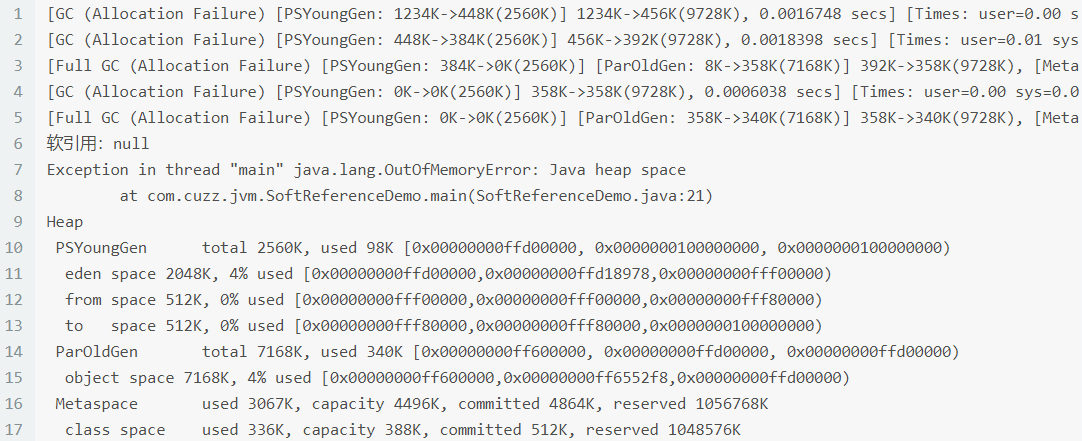 1 [GC (Allocation Failure) [PSYoungGen: 1234K->448K(2560K)] 1234K->456K(9728K), 0.0016748 secs] [Times: user=0.00 s
2 [GC (Allocation Failure) [PSYoungGen: 448K->384K(2560K)] 456K->392K(9728K), 0.0018398 secs] [Times: user=0.01 sys
3 [Full GC (Allocation Failure) [PSYoungGen: 384K->0K(2560K)] [ParOldGen: 8K->358K(7168K)] 392K->358K(9728K), [Meta
4 [GC (Allocation Failure) [PSYoungGen: 0K->0K(2560K)] 358K->358K(9728K), 0.0006038 secs] [Times: user=0.00 sys=0.0
5 [Full GC (Allocation Failure) [PSYoungGen: 0K->0K(2560K)] [ParOldGen: 358K->340K(7168K)] 358K->340K(9728K), [Meta
6 软引用：null
7 Exception in thread "main" java.lang.OutOfMemoryError: Java heap space
8 at com.cuzz.jvm.SoftReferenceDemo.main(SoftReferenceDemo.java:21)
9 Heap
10 PSYoungGen total 2560K, used 98K [0x00000000ffd00000, 0x0000000100000000, 0x0000000100000000)
11 eden space 2048K, 4% used [0x00000000ffd00000,0x00000000ffd18978,0x00000000fff00000)
12 from space 512K, 0% used [0x00000000fff00000,0x00000000fff00000,0x00000000fff80000)
13 to space 512K, 0% used [0x00000000fff80000,0x00000000fff80000,0x0000000100000000)
14 ParOldGen total 7168K, used 340K [0x00000000ff600000, 0x00000000ffd00000, 0x00000000ffd00000)
15 object space 7168K, 4% used [0x00000000ff600000,0x00000000ff6552f8,0x00000000ffd00000)
16 Metaspace used 3067K, capacity 4496K, committed 4864K, reserved 1056768K
17 class space used 336K, capacity 388K, committed 512K, reserved 1048576K